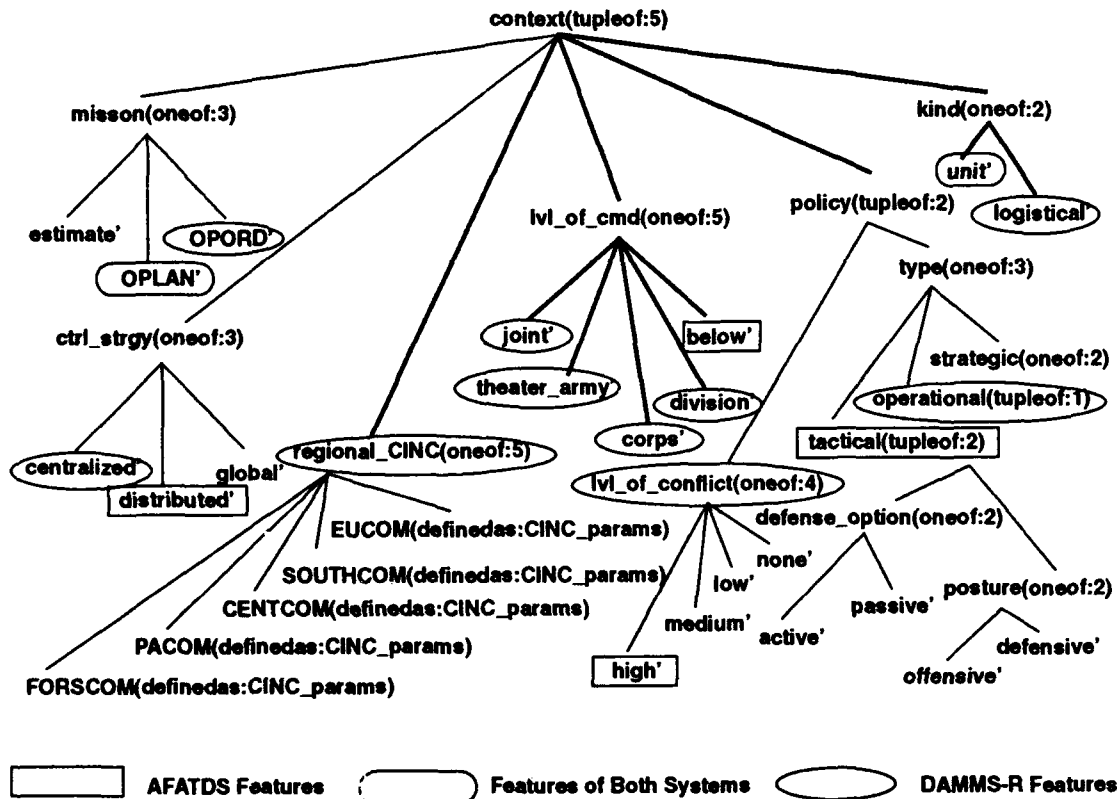 context(tupleof:5)
misson(oneof:3)
kind(oneof:2)
unit'
logistical'
estimate'
OPORD'
OPLAN'
lvl_of_cmd(oneof:5)
policy(tupleof:2)
type(oneof:3)
ctrl_strgy(oneof:3)
joint'
below'
theater_army'
division'
corps'
strategic(oneof:2)
operational(tupleof:1)
tactical(tupleof:2)
centralized'
distributed'
global'
regional_CINC(oneof:5)
lvl_of_conflict(oneof:4)
defense_option(oneof:2)
EUCOM(definedas:CINC_params)
SOUTHCOM(definedas:CINC_params)
CENTCOM(definedas:CINC_params)
PACOM(definedas:CINC_params)
FORSCOM(definedas:CINC_params)
none'
low'
medium'
high'
active'
passive'
posture(oneof:2)
defensive'
offensive'
AFATDS Features
Features of Both Systems
DAMMS-R Features